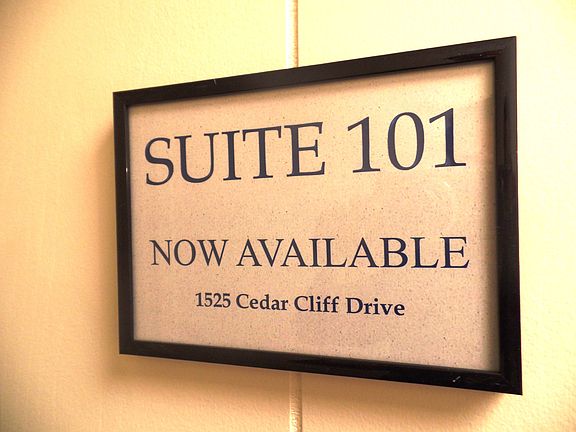 SUITE 101
NOW AVAILABLE
1525 Cedar Cliff Drive